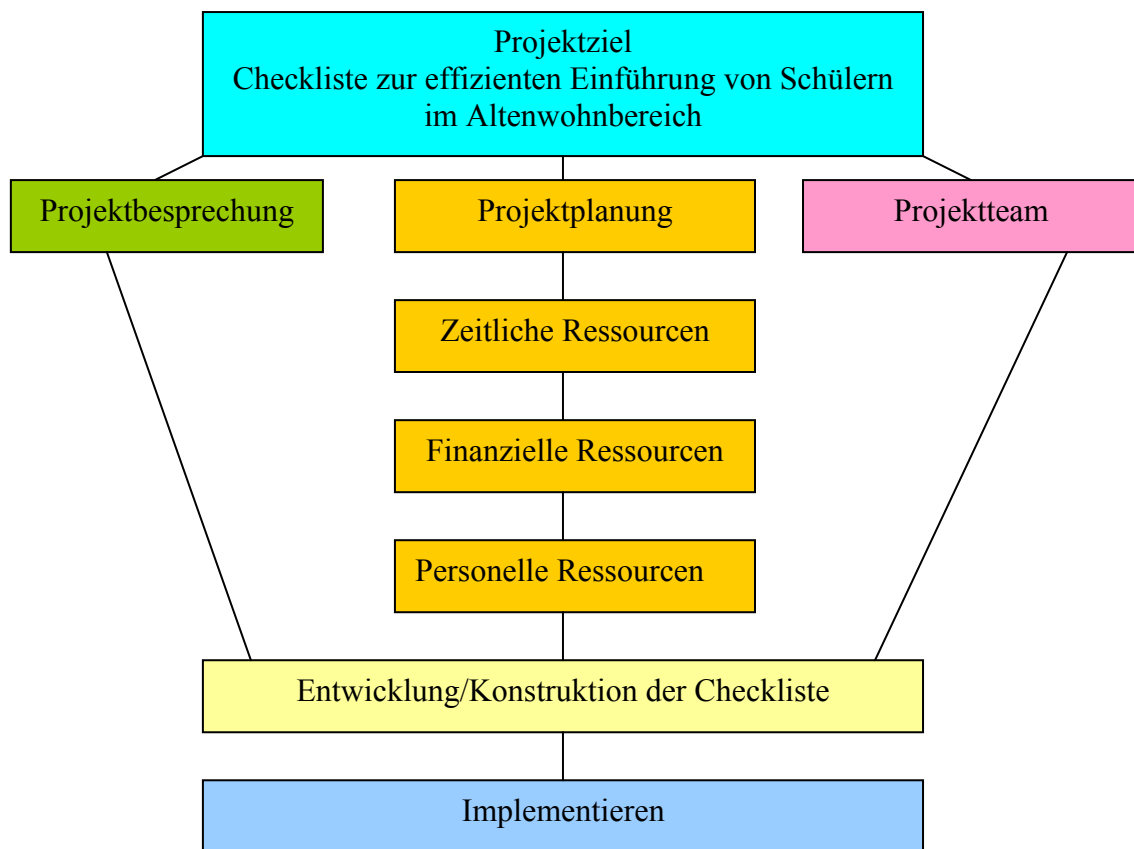 Projektziel
Checkliste zur effizienten Einführung von Schülern
im Altenwohnbereich
Projektbesprechung
Projektplanung
Projektteam
Zeitliche Ressourcen
Finanzielle Ressourcen
Personelle Ressourcen
Entwicklung/Konstruktion der Checkliste
Implementieren